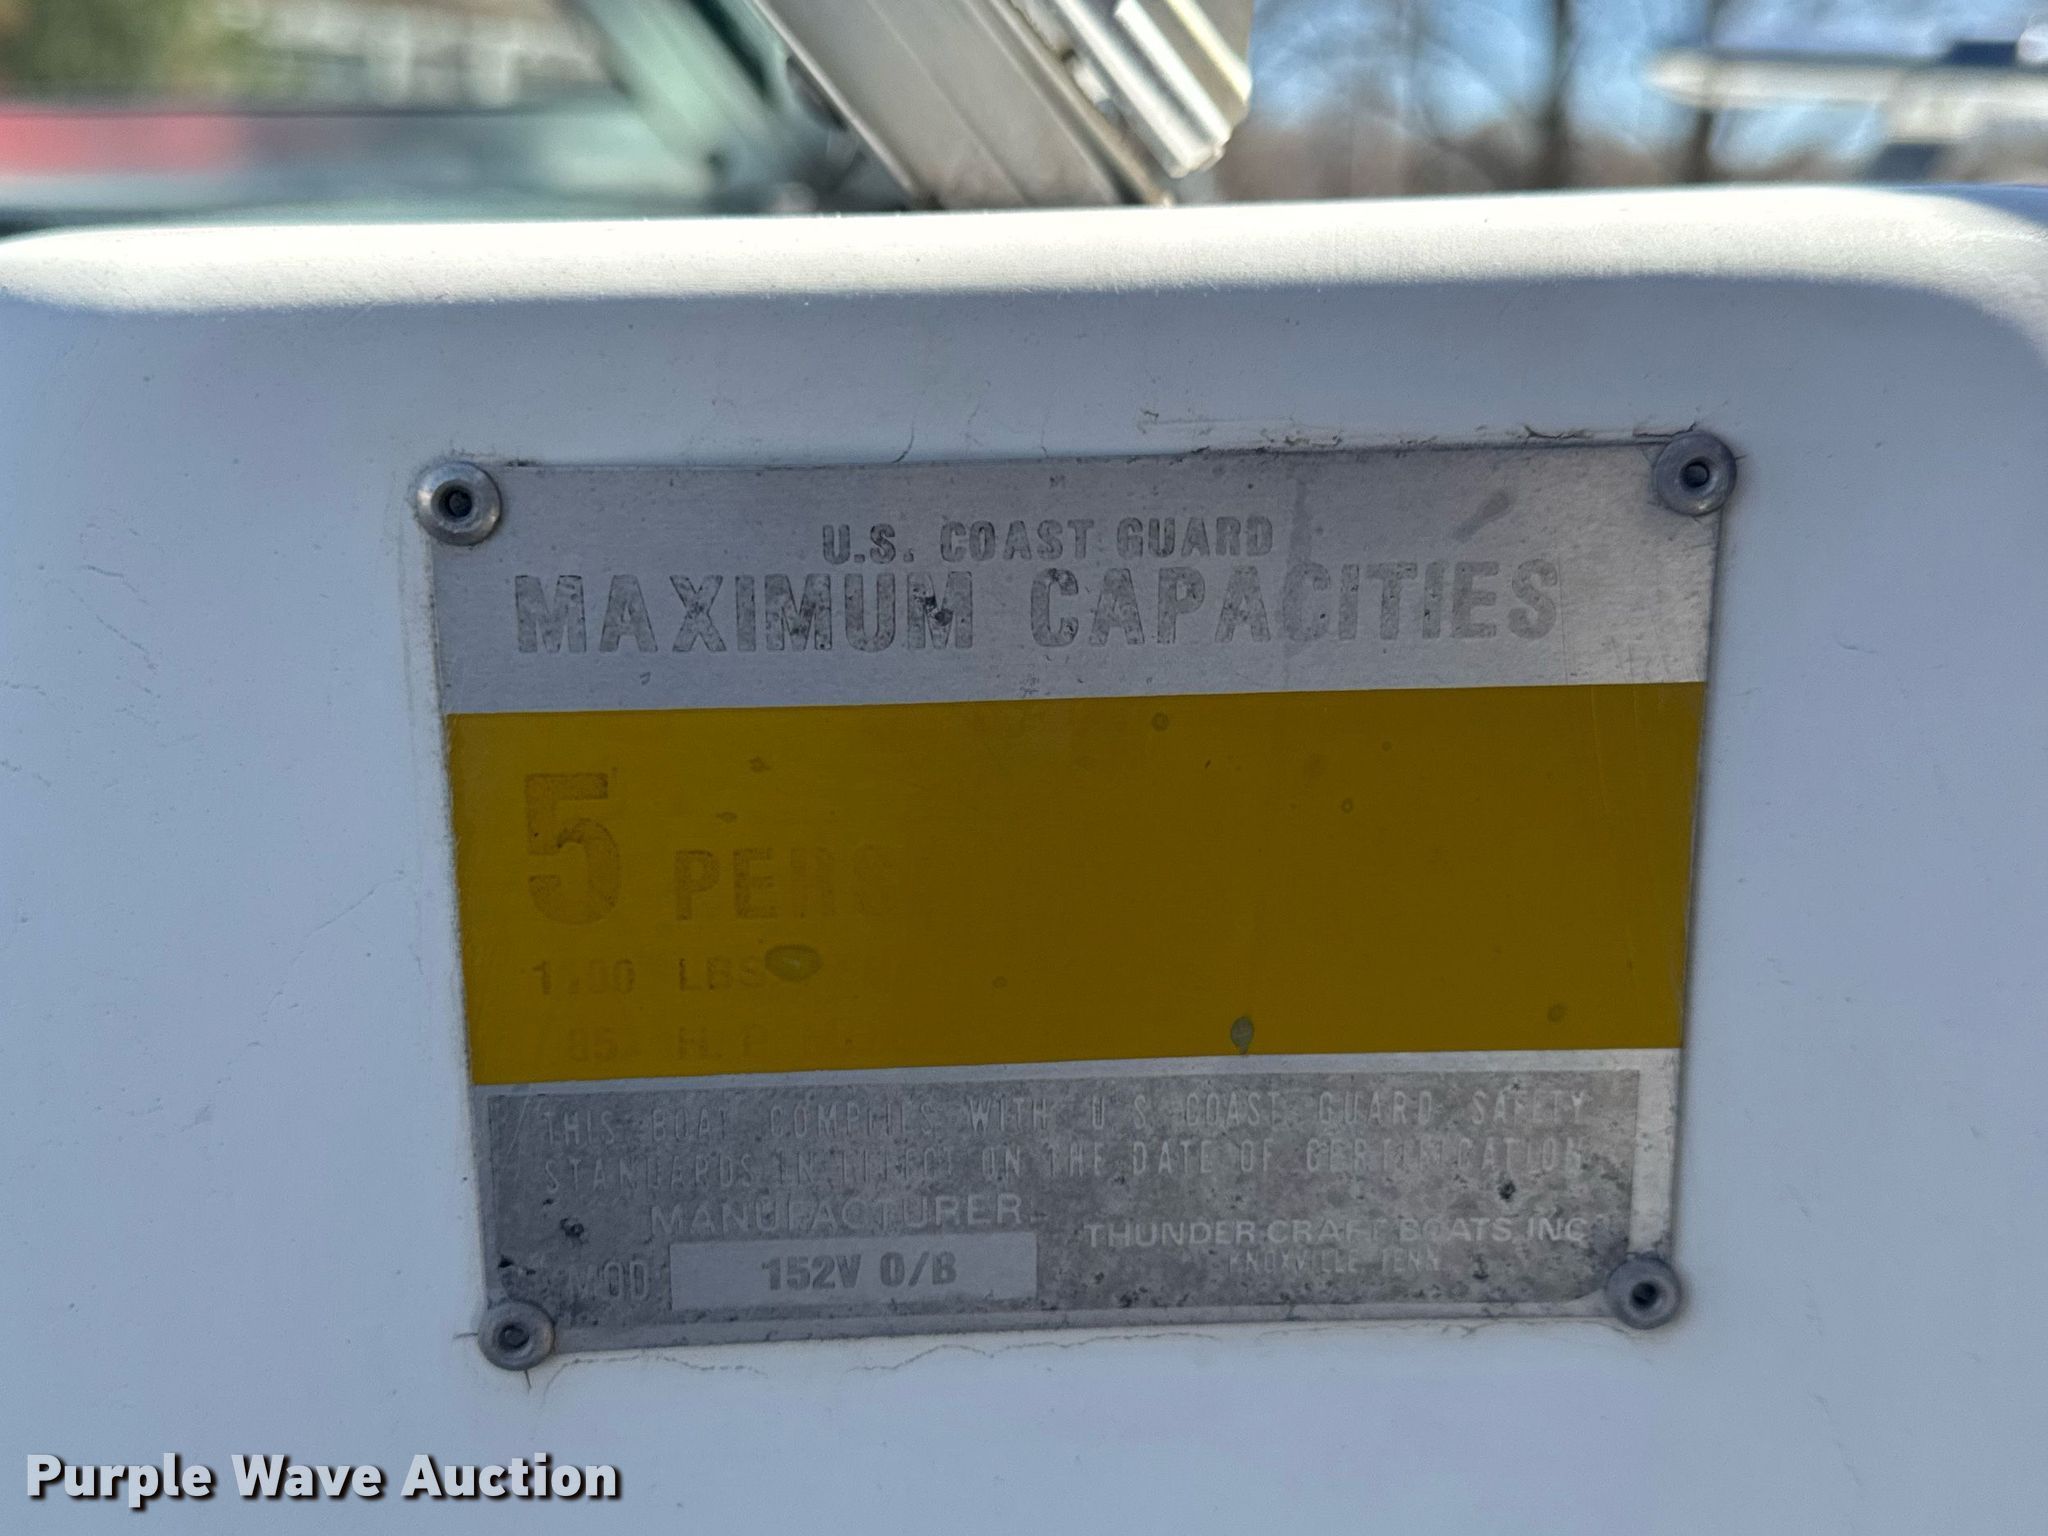 U.S. COAST GUARD
MAXIMUM CAPACITIES
5 PERS
LBS
THIS BOAT COMPLIES WITH U.S. COAST GUARD SAFETY
STANDARDS IN EFFECT ON THE DATE OF CERTIFICATION
MANUFACTURER
THUNDER CRAFT BOATS, INC
KNOXVILLE TENN
MOD 152V O/B
Purple Wave Auction